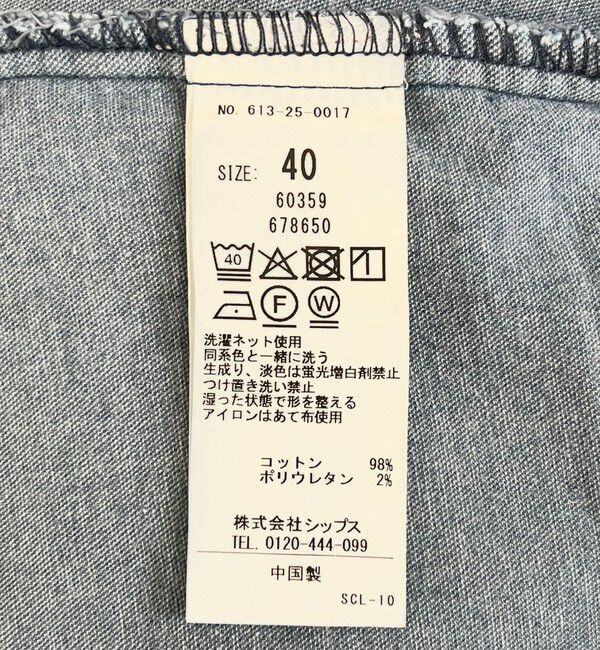 NO. 613-25-0017
SIZE: 40
60359
678650
40
F W
洗濯ネット使用
同系色と一緒に洗う
生成り、淡色は蛍光増白剤禁止
つけ置き洗い禁止
湿った状態で形を整える
アイロンはあて布使用
コットン 98%
ポリウレタン 2%
株式会社シップス
TEL. 0120-444-099
中国製
SCL-10